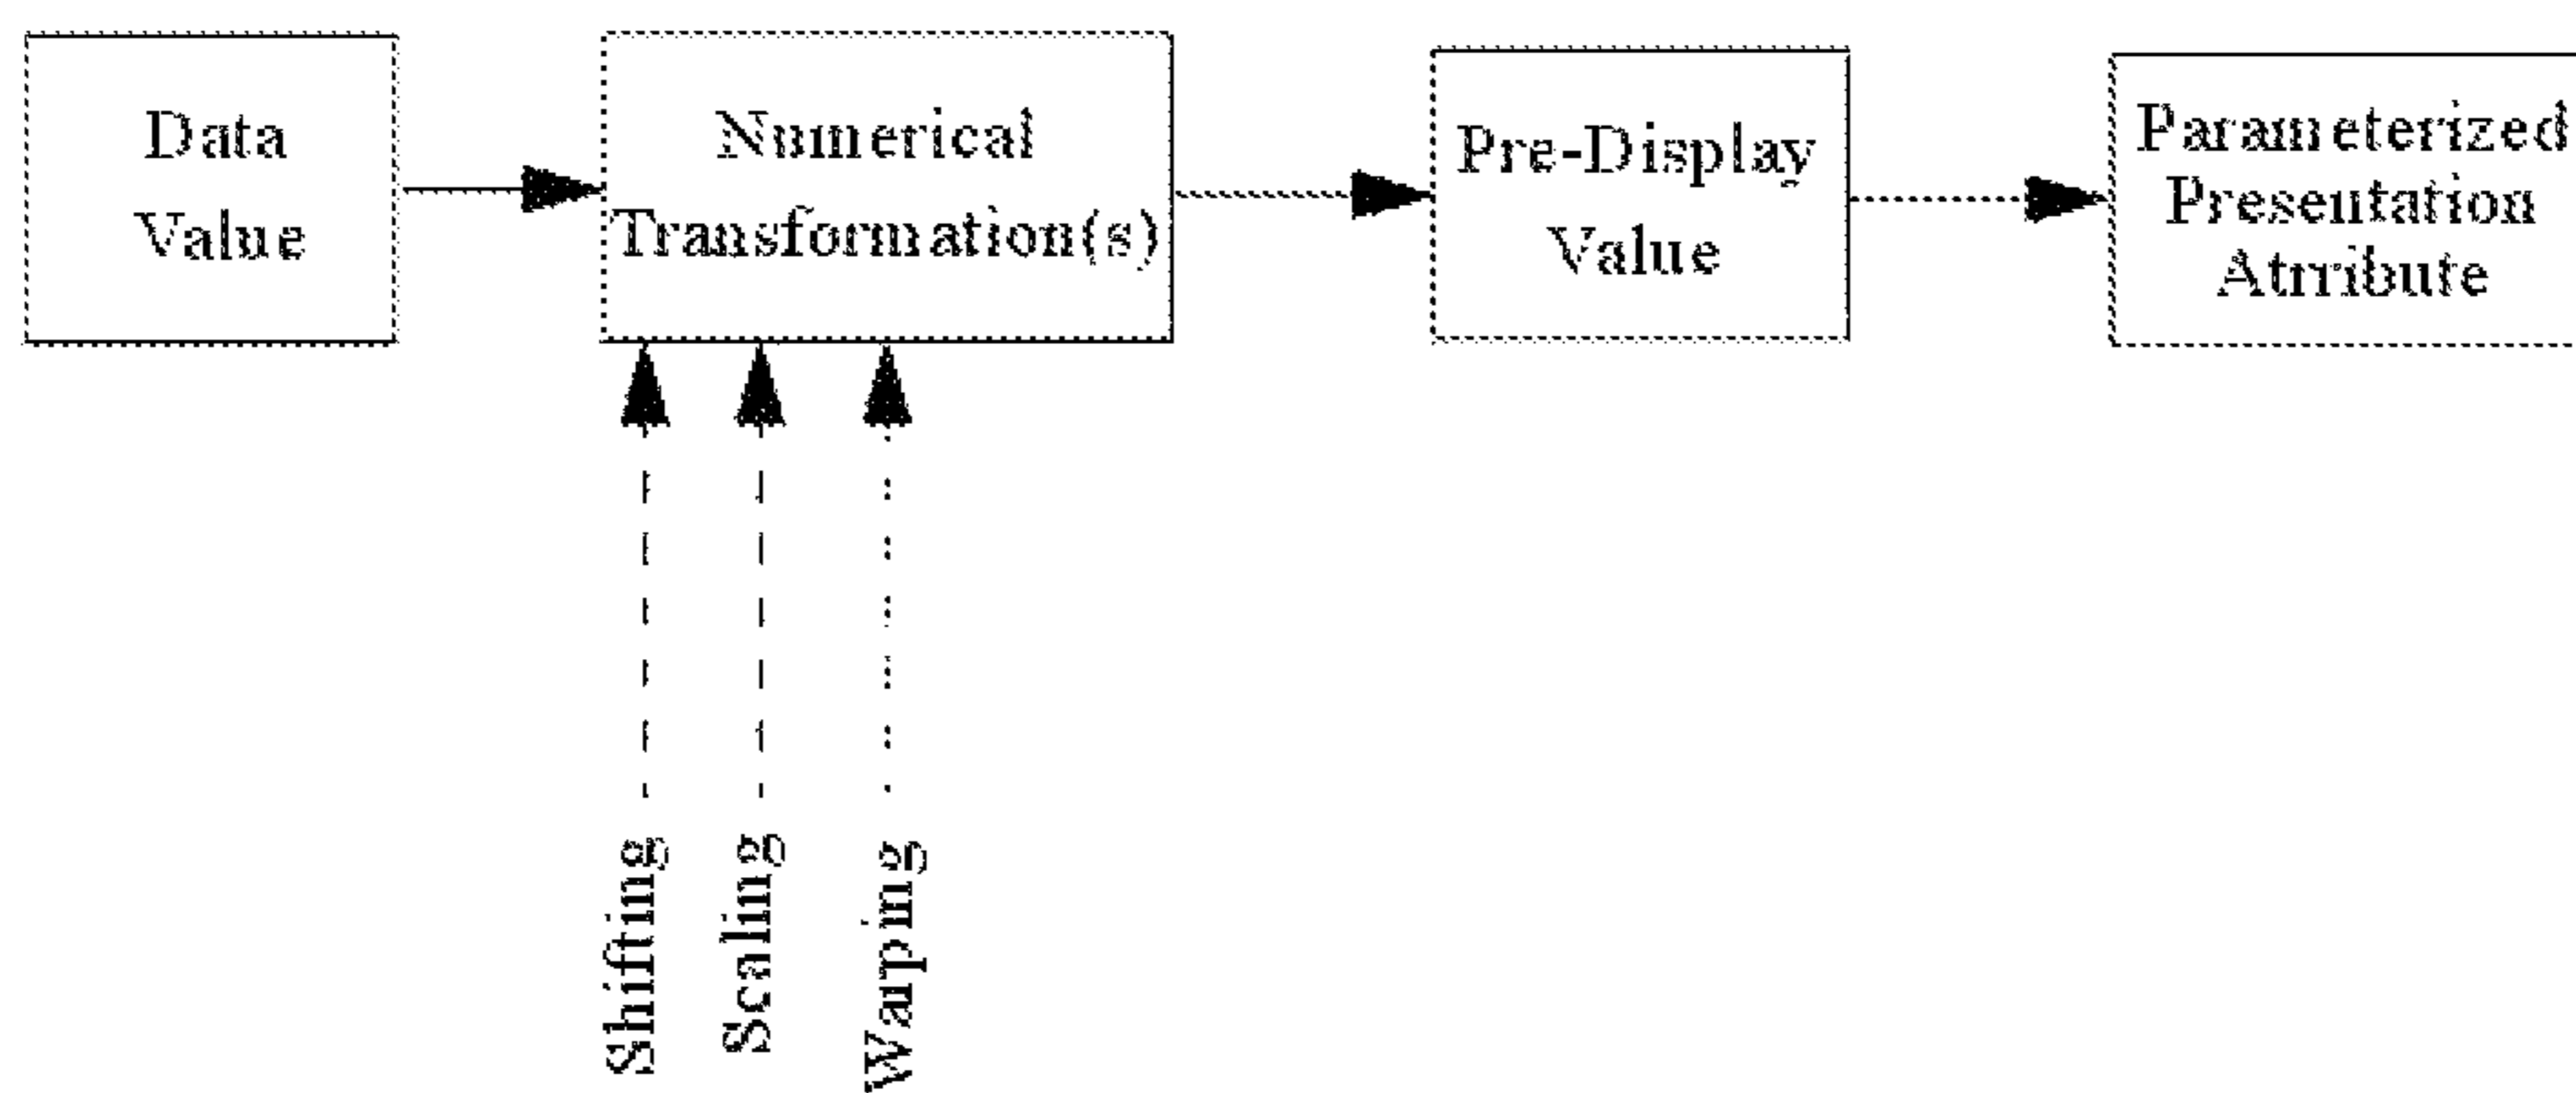 Data
Value
Numerical
Transformation(s)
Pre-Display
Value
Parameterized
Presentation
Attribute
Shifting
Scaling
Warping